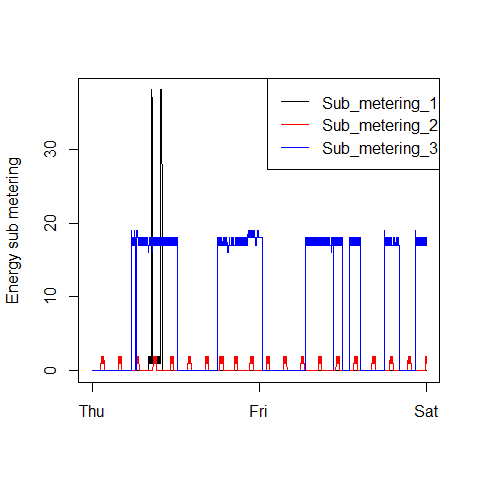 Sub_metering_1
Sub_metering_2
Sub_metering_3
Energy sub metering
30
20
10
0
Thu Fri Sat